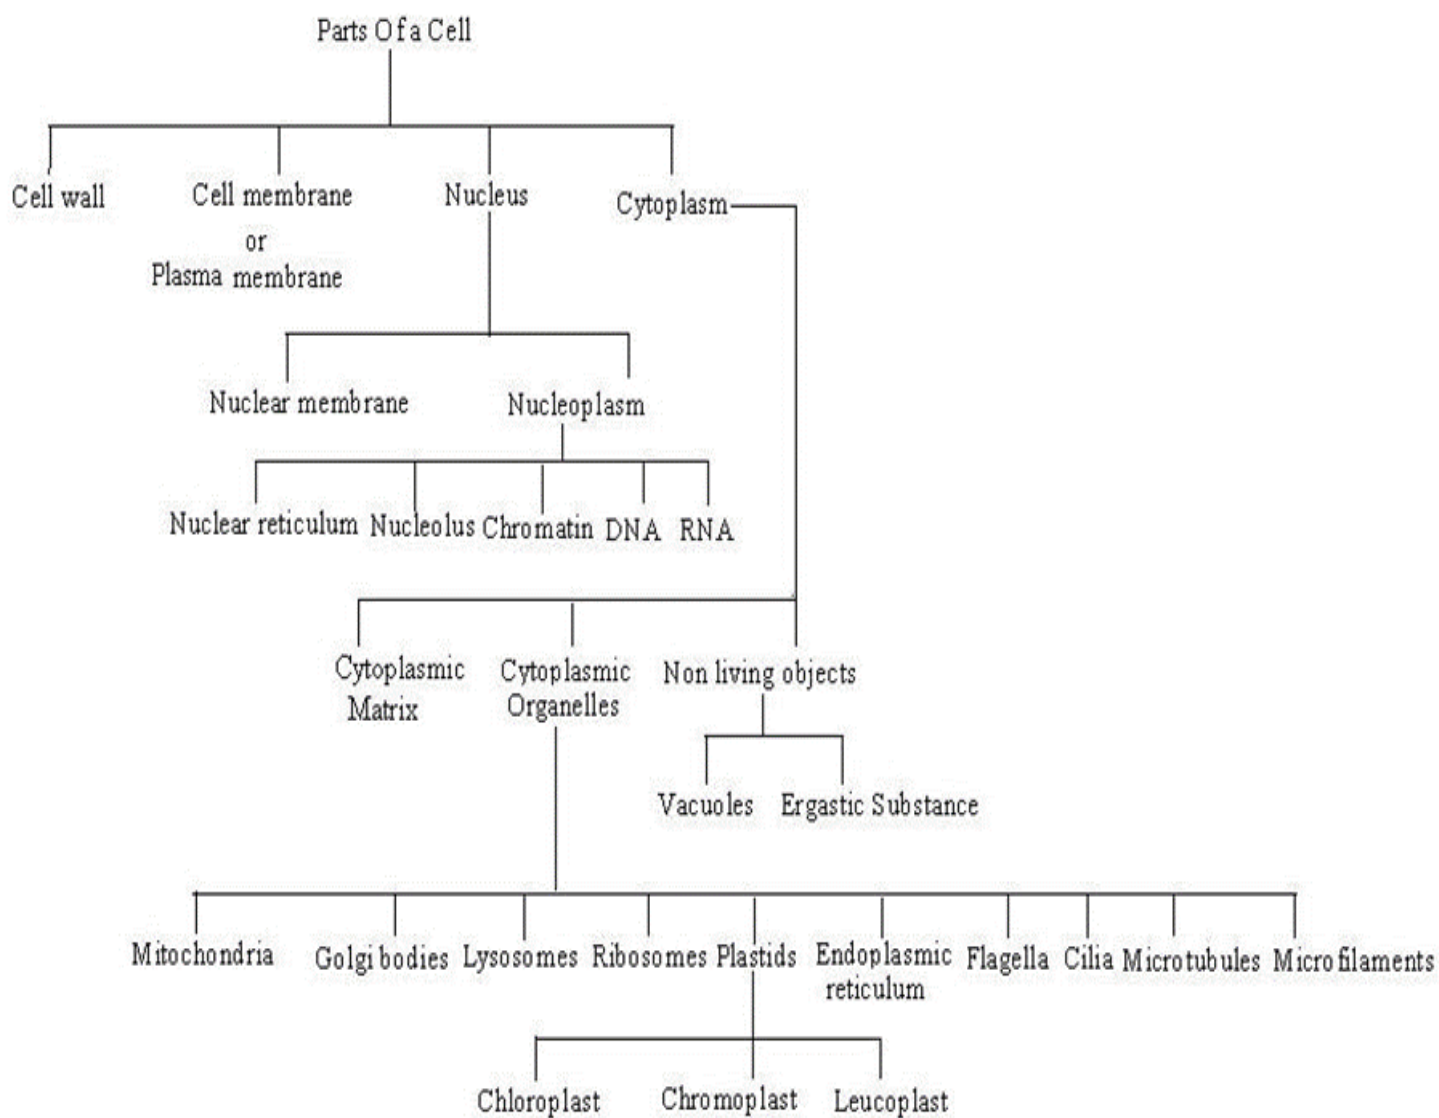 Parts Of a Cell
Cell wall
Cell membrane
or
Plasma membrane
Nucleus
Cytoplasm
Nuclear membrane
Nucleoplasm
Nuclear reticulum
Nucleolus
Chromatin
DNA
RNA
Cytoplasmic
Matrix
Cytoplasmic
Organelles
Non living objects
Vacuoles
Ergastic Substance
Mitochondria
Golgi bodies
Lysosomes
Ribosomes
Plastids
Endoplasmic
reticulum
Flagella
Cilia
Microtubules
Microfilaments
Chloroplast
Chromoplast
Leucoplast